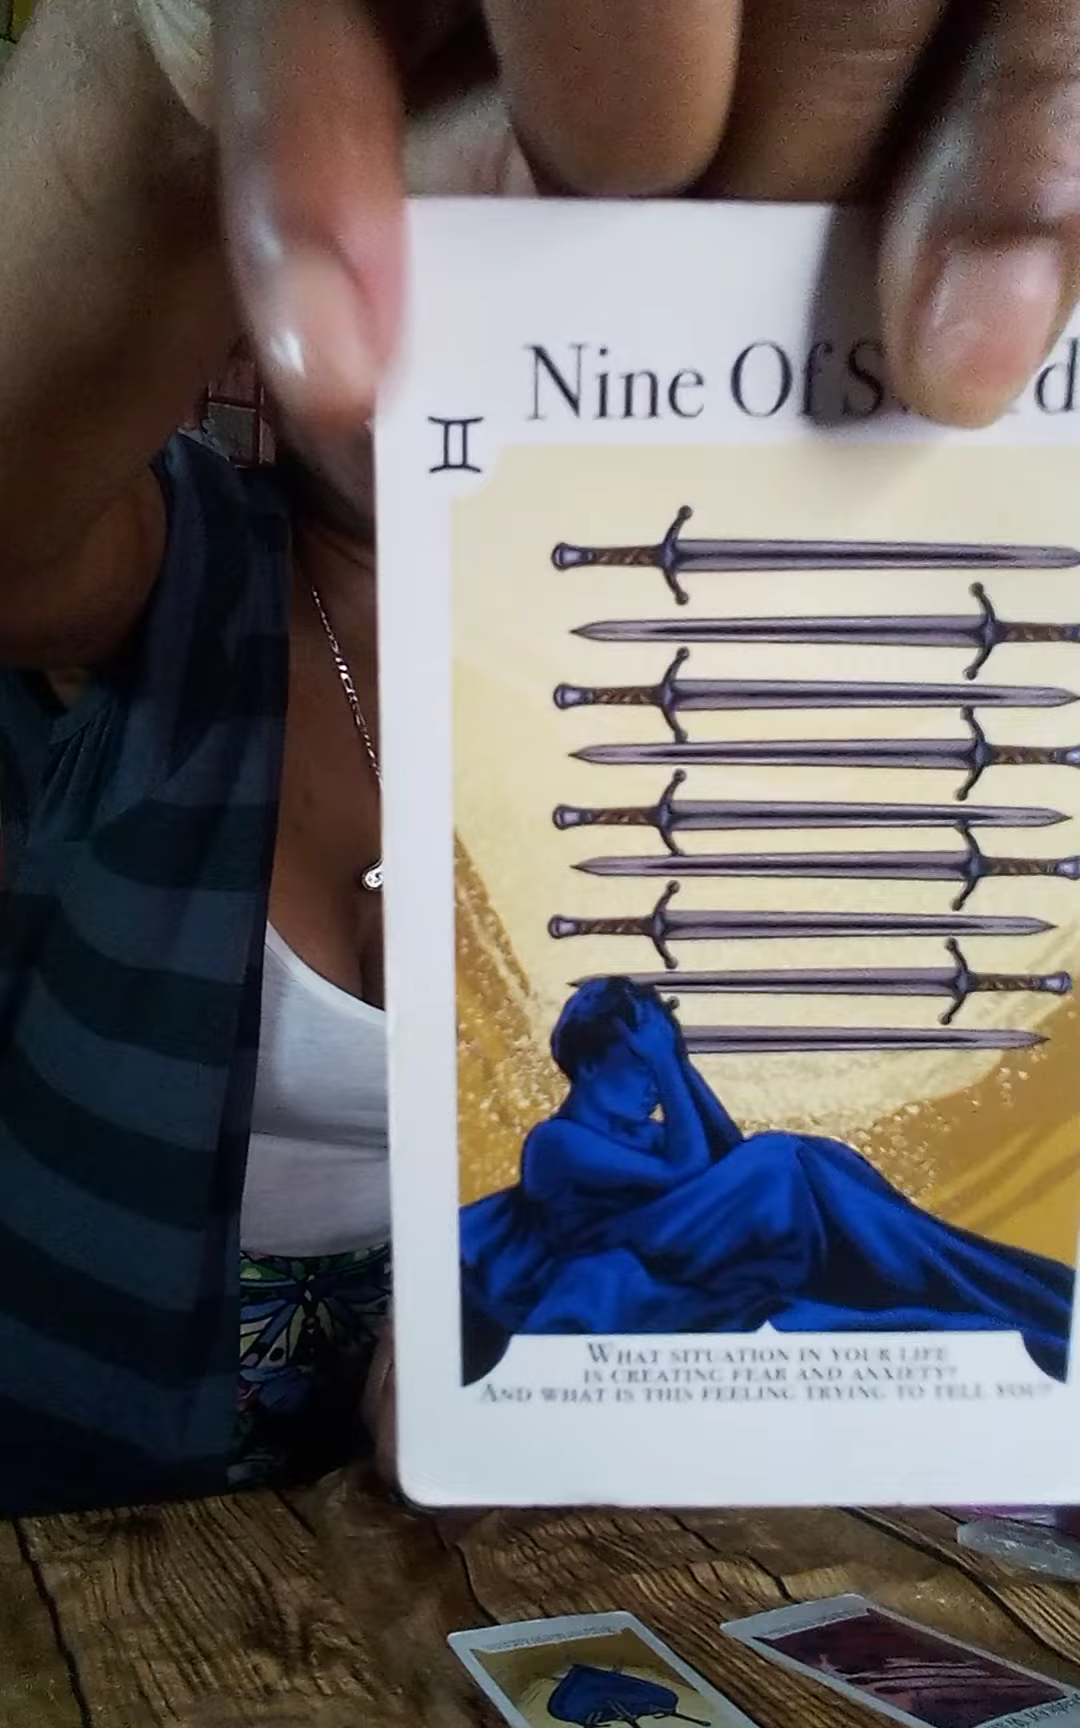 Nine Of
♊
WHAT SITUATION IN YOUR LIFE
IS CREATING FEAR AND ANXIETY?
AND WHAT IS THIS FEELING TRYING TO TELL YOU?